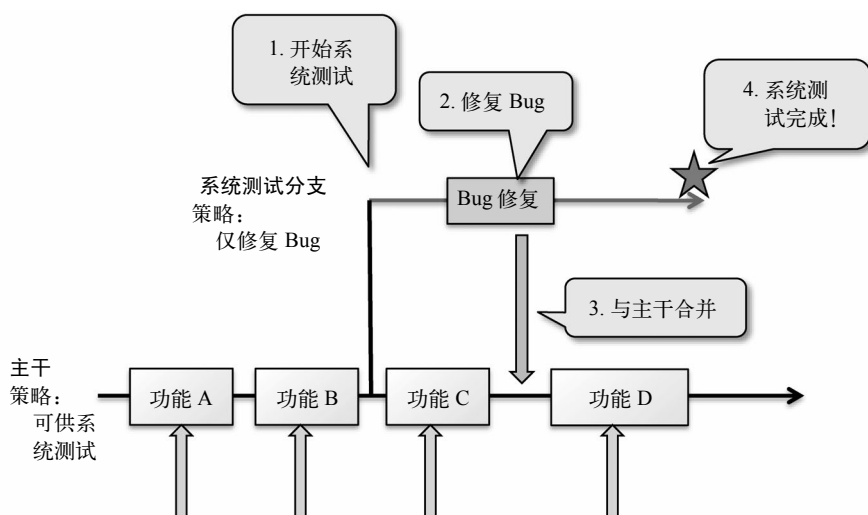 1. 开始系
统测试
2. 修复 Bug
4. 系统测
试完成！
系统测试分支
策略：
仅修复 Bug
Bug 修复
3. 与主干合并
主干
策略：
可供系
统测试
功能 A
功能 B
功能 C
功能 D